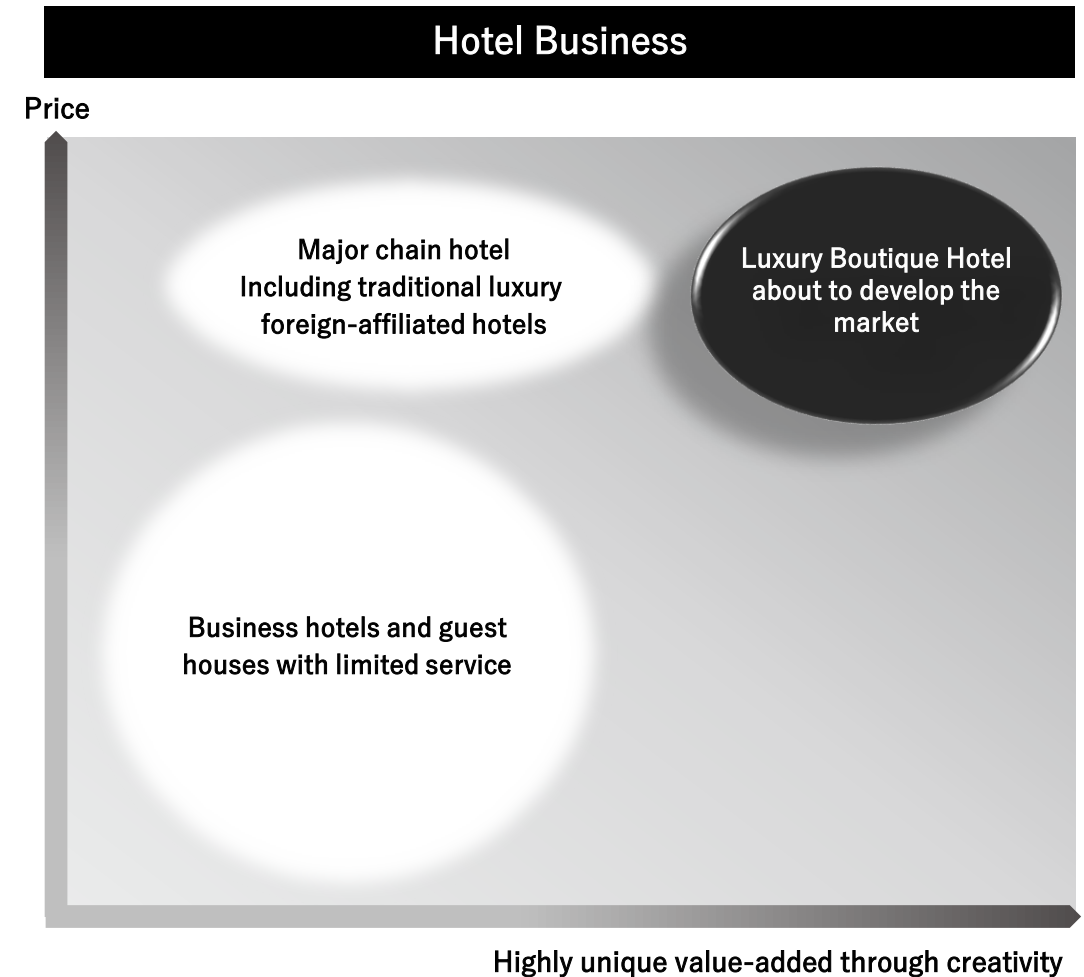 Hotel Business
Price
Major chain hotel
Including traditional luxury
foreign-affiliated hotels
Luxury Boutique Hotel
about to develop the
market
Business hotels and guest
houses with limited service
Highly unique value-added through creativity